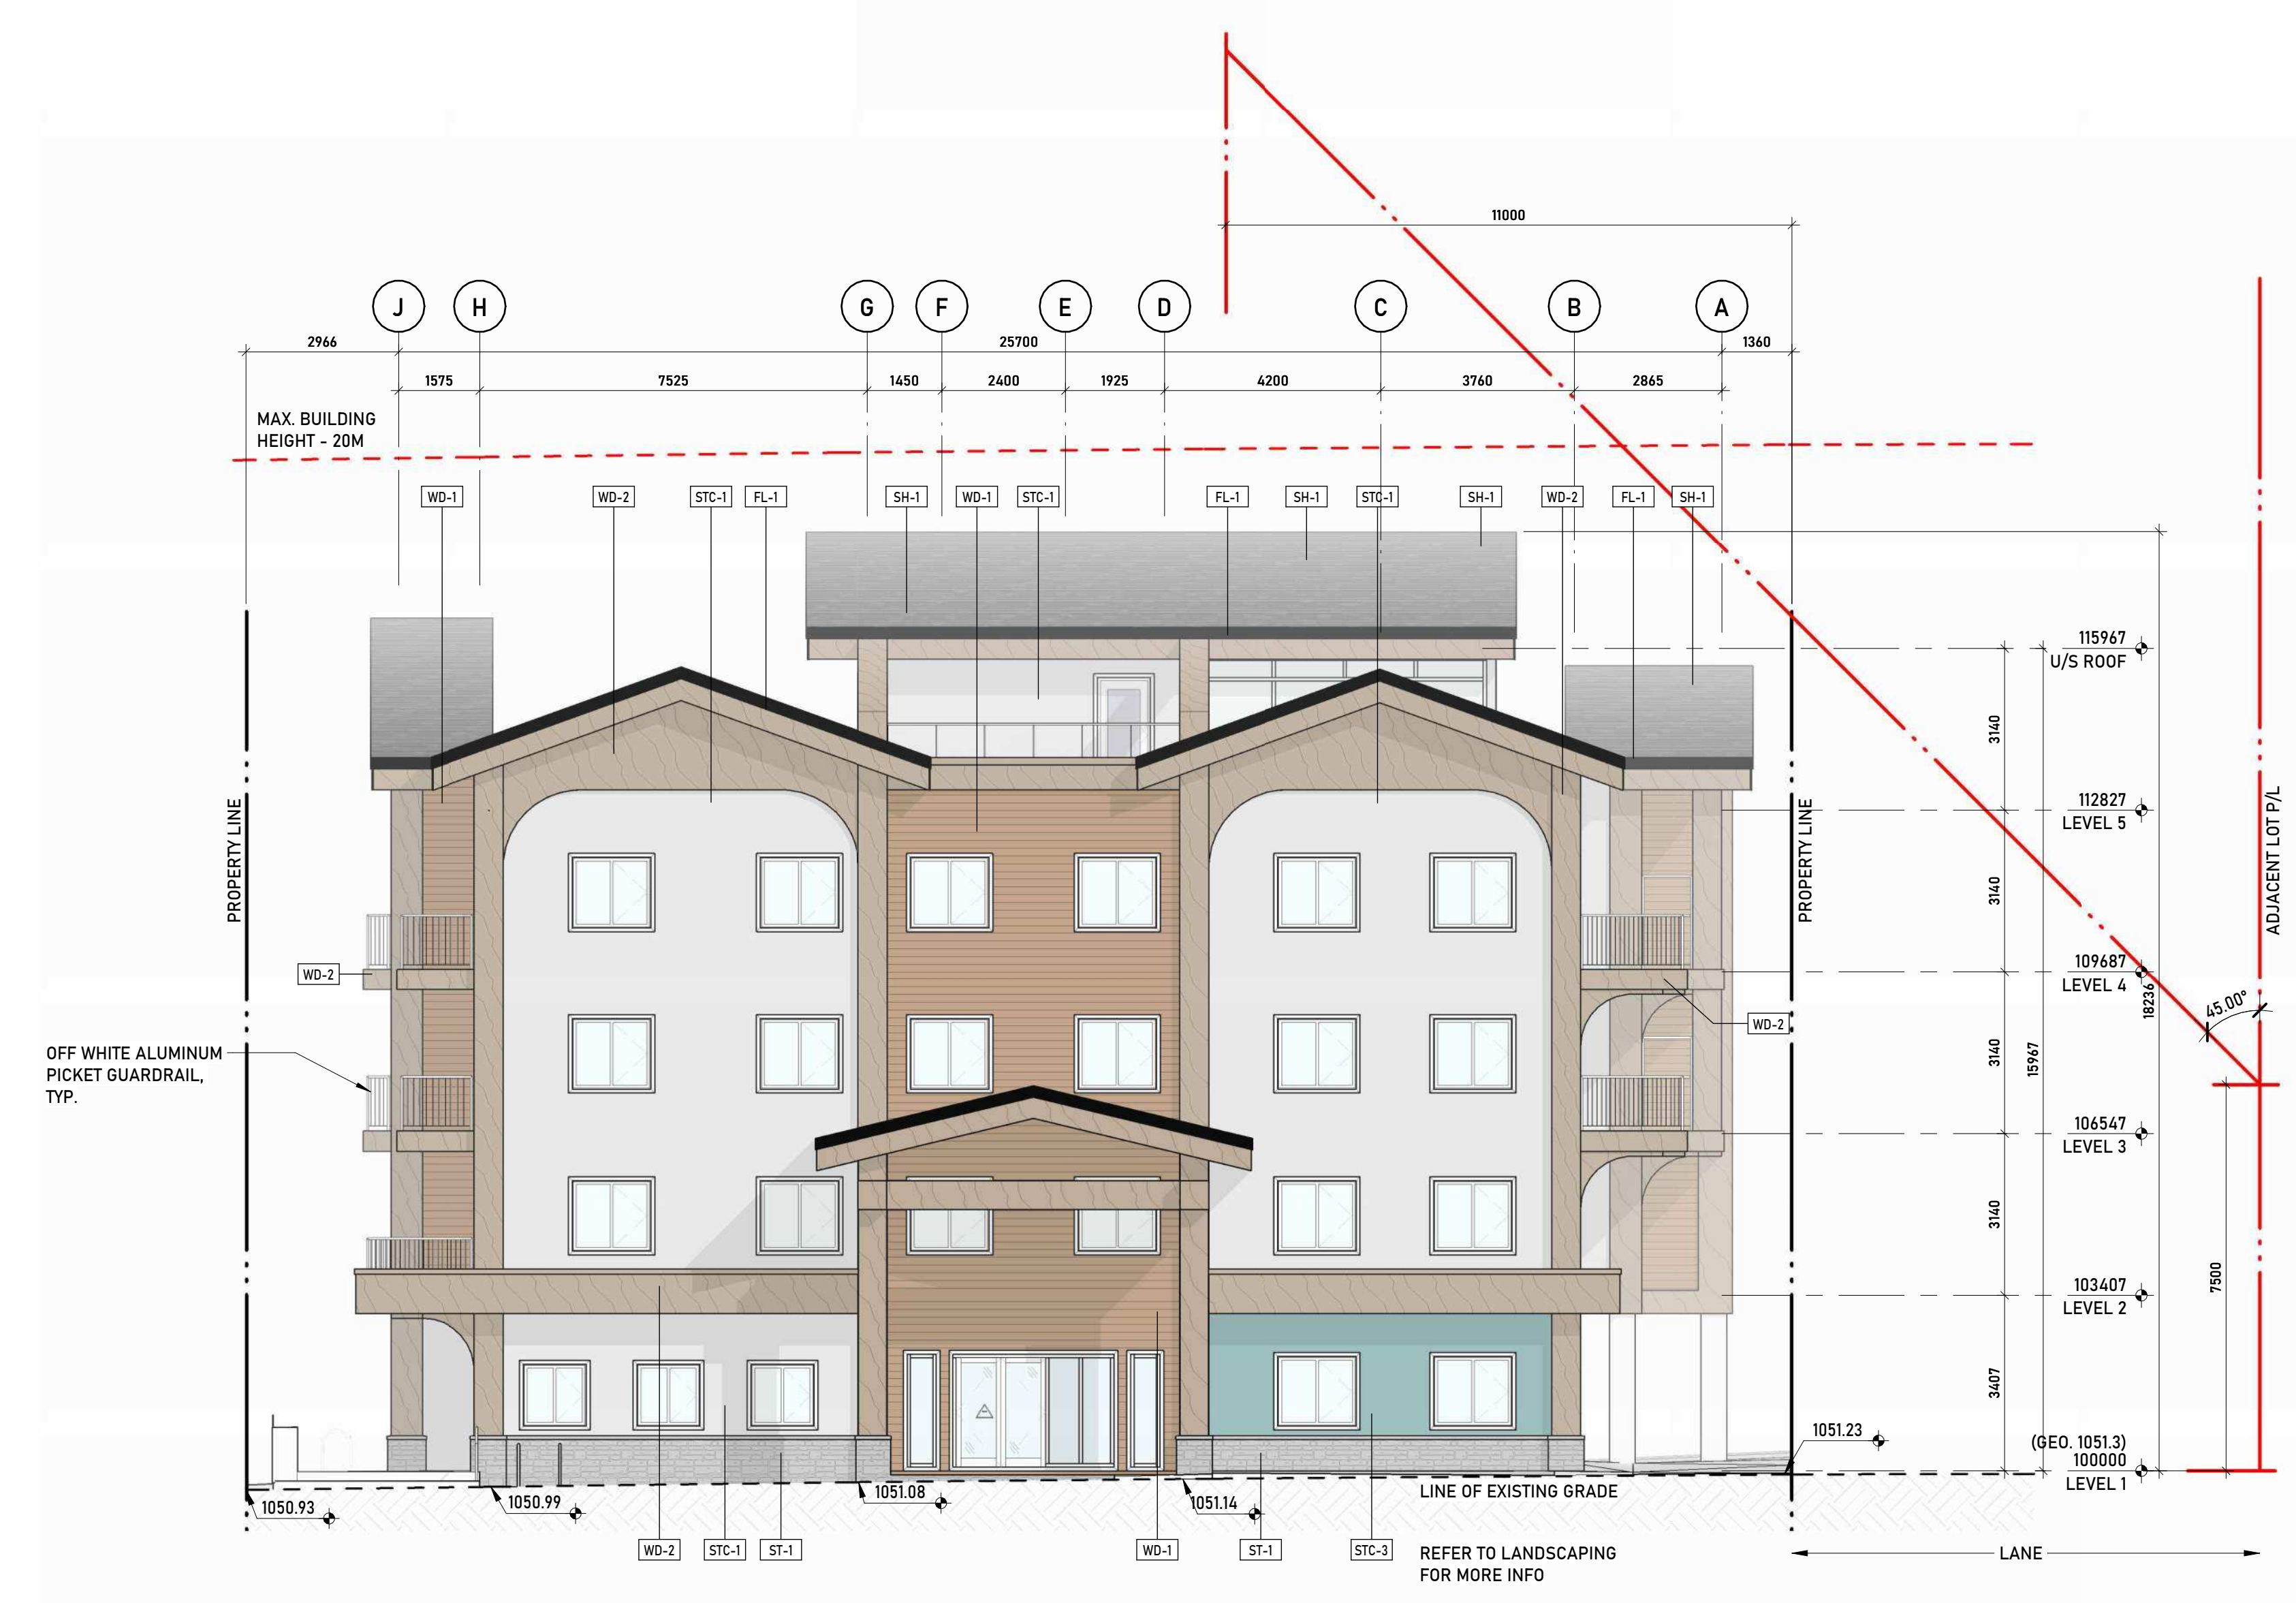 11000
J
H
G
F
E
D
C
B
A
2966
25700
1360
1575
7525
1450
2400
1925
4200
3760
2865
MAX. BUILDING
HEIGHT - 20M
WD-1
WD-2
STC-1
FL-1
SH-1
WD-1
STC-1
FL-1
SH-1
STC-1
SH-1
WD-2
FL-1
SH-1
115967
U/S ROOF
3140
112827
LEVEL 5
PROPERTY LINE
PROPERTY LINE
ADJACENT LOT P/L
3140
109687
LEVEL 4
WD-2
18236
45.00°
WD-2
OFF WHITE ALUMINUM
PICKET GUARDRAIL,
TYP.
3140
15967
106547
LEVEL 3
3140
7500
103407
LEVEL 2
3407
1051.23
(GEO. 1051.3)
100000
LEVEL 1
1050.93
1050.99
1051.08
1051.14
LINE OF EXISTING GRADE
WD-2
STC-1
ST-1
WD-1
ST-1
STC-3
REFER TO LANDSCAPING
FOR MORE INFO
LANE